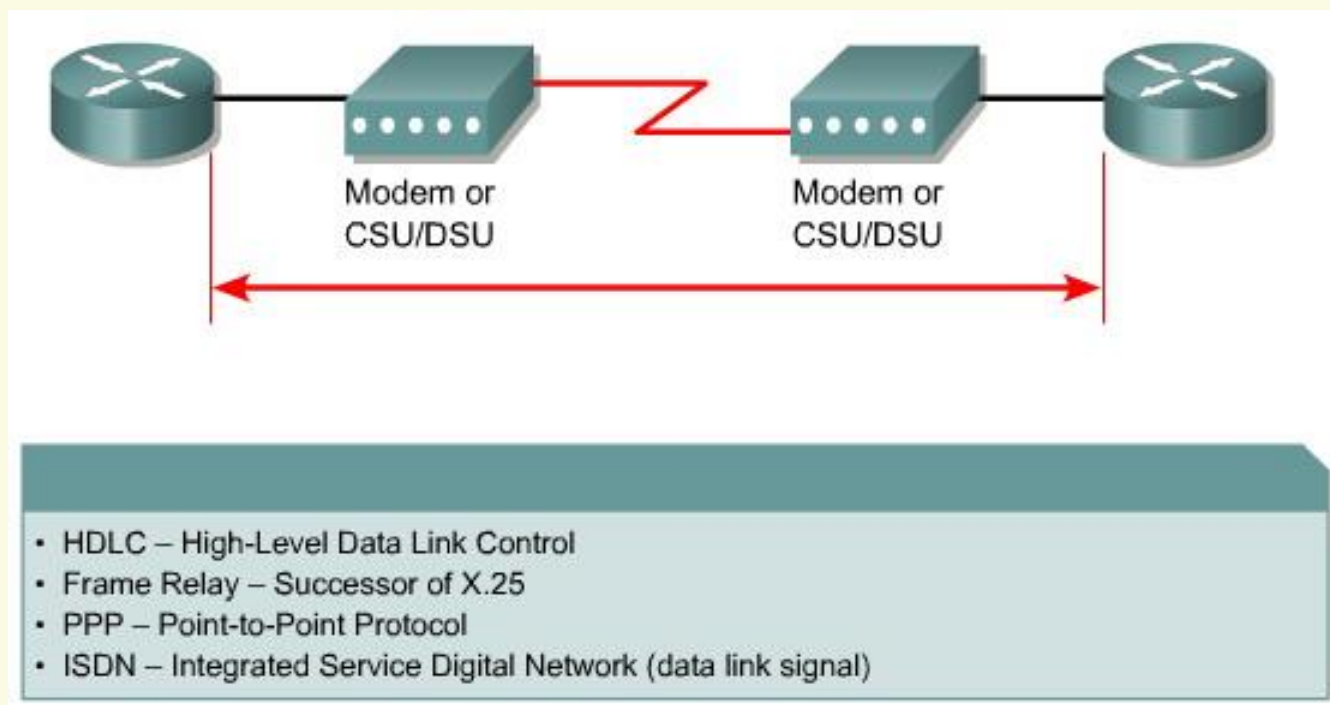 Modem or
CSU/DSU
Modem or
CSU/DSU
• HDLC – High-Level Data Link Control
• Frame Relay – Successor of X.25
• PPP – Point-to-Point Protocol
• ISDN – Integrated Service Digital Network (data link signal)